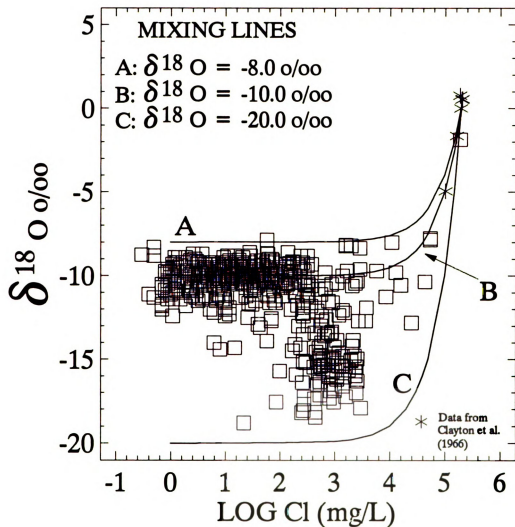 MIXING LINES
A: δ18 O = -8.0 o/oo
B: δ18 O = -10.0 o/oo
C: δ18 O = -20.0 o/oo
5
0
-5
-10
-15
-20
δ18 O o/oo
A
B
C
Data from
Clayton et al.
(1966)
-1 0 1 2 3 4 5 6
LOG Cl (mg/L)